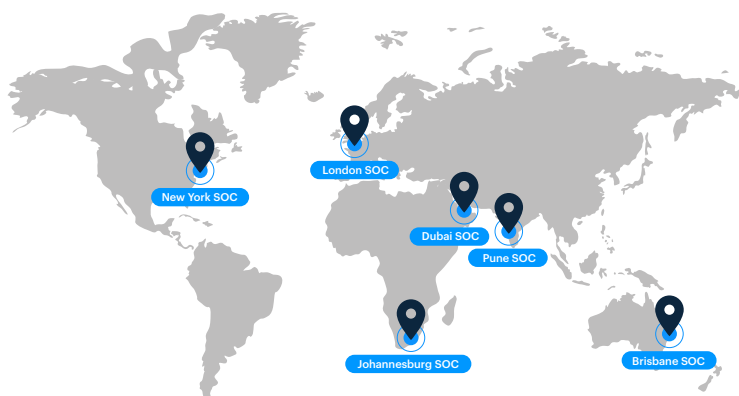 London SOC
New York SOC
Dubai SOC
Pune SOC
Johannesburg SOC
Brisbane SOC